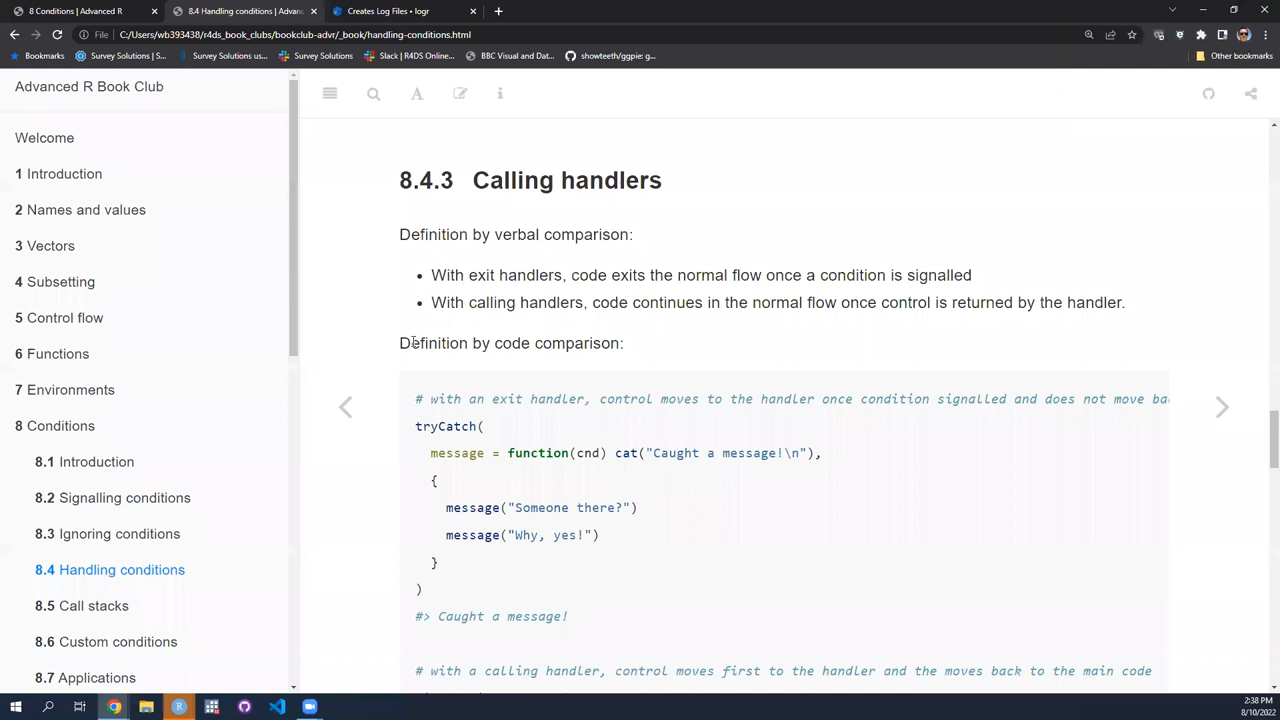 8 Conditions | Advanced R
8.4 Handling conditions | Advanc
Creates Log Files • logr
File
C:/Users/wb393438/r4ds_book_clubs/bookclub-advr/_book/handling-conditions.html
Bookmarks
Survey Solutions | S...
Survey Solutions us...
Survey Solutions
Slack | R4DS Onlin...
BBC Visual and Dat...
showteeth/ggpie: g...
Other bookmarks
Advanced R Book Club
Welcome
1 Introduction
2 Names and values
3 Vectors
4 Subsetting
5 Control flow
6 Functions
7 Environments
8 Conditions
8.1 Introduction
8.2 Signalling conditions
8.3 Ignoring conditions
8.4 Handling conditions
8.5 Call stacks
8.6 Custom conditions
8.7 Applications
8.4.3 Calling handlers
Definition by verbal comparison:
• With exit handlers, code exits the normal flow once a condition is signalled
• With calling handlers, code continues in the normal flow once control is returned by the handler.
Definition by code comparison:
# with an exit handler, control moves to the handler once condition signalled and does not move bac
tryCatch(
message = function(cnd) cat("Caught a message!\n"),
{
message("Someone there?")
message("Why, yes!")
}
)
#> Caught a message!
# with a calling handler, control moves first to the handler and the moves back to the main code
2:38 PM
8/10/2022